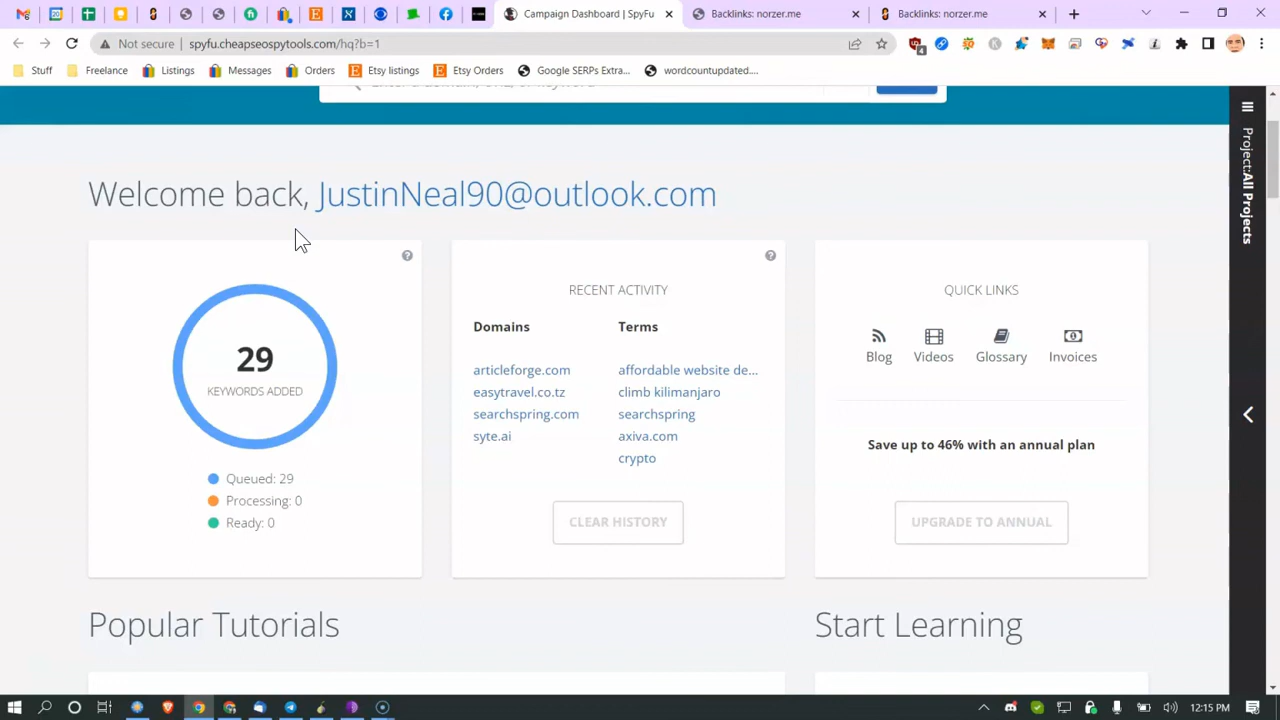 Campaign Dashboard | SpyFu
Backlinks: norzer.me
Backlinks: norzer.me
Not secure
spyfu.cheapseospytools.com/hq?b=1
Stuff
Freelance
Listings
Messages
Orders
Etsy listings
Etsy Orders
Google SERPs Extra...
wordcountupdated....
Project:All Projects
Welcome back, JustinNeal90@outlook.com
29
KEYWORDS ADDED
Queued: 29
Processing: 0
Ready: 0
RECENT ACTIVITY
Domains
Terms
articleforge.com
affordable website de...
easytravel.co.tz
climb kilimanjaro
searchspring.com
searchspring
syte.ai
axiva.com
crypto
CLEAR HISTORY
QUICK LINKS
Blog
Videos
Glossary
Invoices
Save up to 46% with an annual plan
UPGRADE TO ANNUAL
Popular Tutorials
Start Learning
12:15 PM